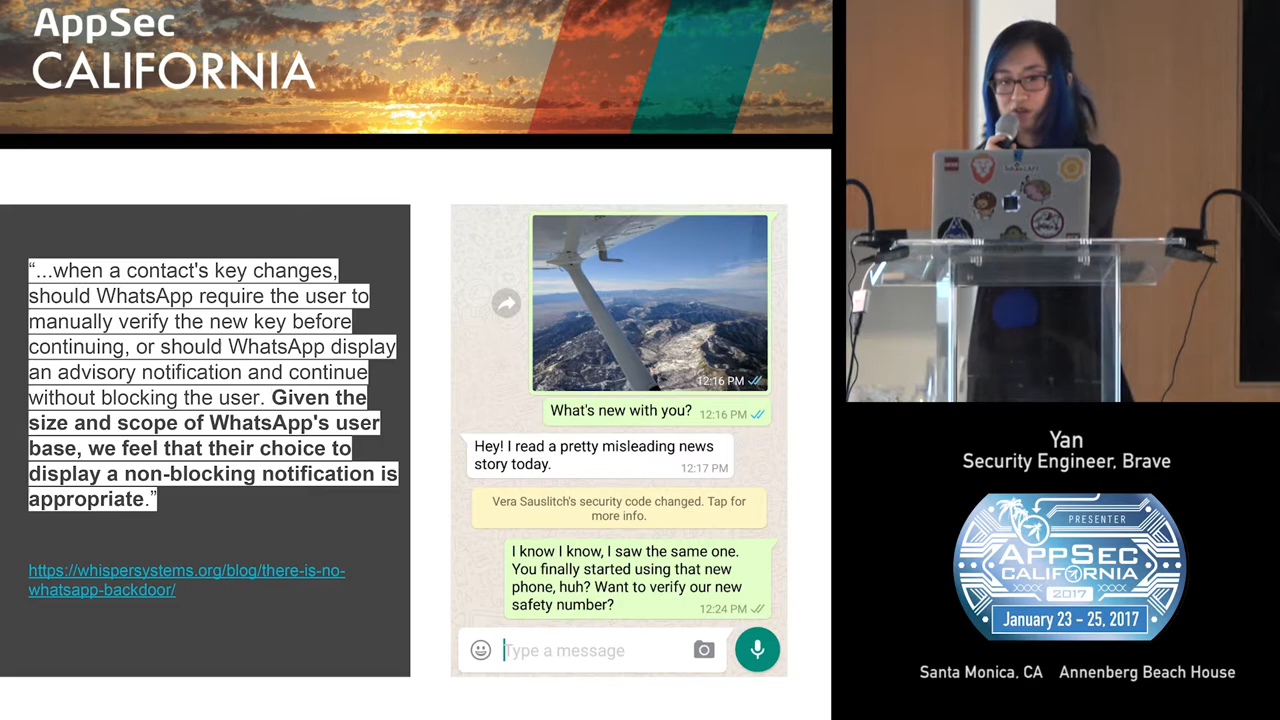 AppSec
CALIFORNIA
“...when a contact's key changes,
should WhatsApp require the user to
manually verify the new key before
continuing, or should WhatsApp display
an advisory notification and continue
without blocking the user. Given the
size and scope of WhatsApp's user
base, we feel that their choice to
display a non-blocking notification is
appropriate.”
https://whispersystems.org/blog/there-is-no-
whatsapp-backdoor/
12:16 PM
What's new with you? 12:16 PM
Hey! I read a pretty misleading news
story today. 12:17 PM
Vera Sauslitch's security code changed. Tap for
more info.
I know I know, I saw the same one.
You finally started using that new
phone, huh? Want to verify our new
safety number? 12:24 PM
Type a message
Yan
Security Engineer, Brave
PRESENTER
APPSEC
CALIFORNIA
2017
January 23 - 25, 2017
Santa Monica, CA Annenberg Beach House